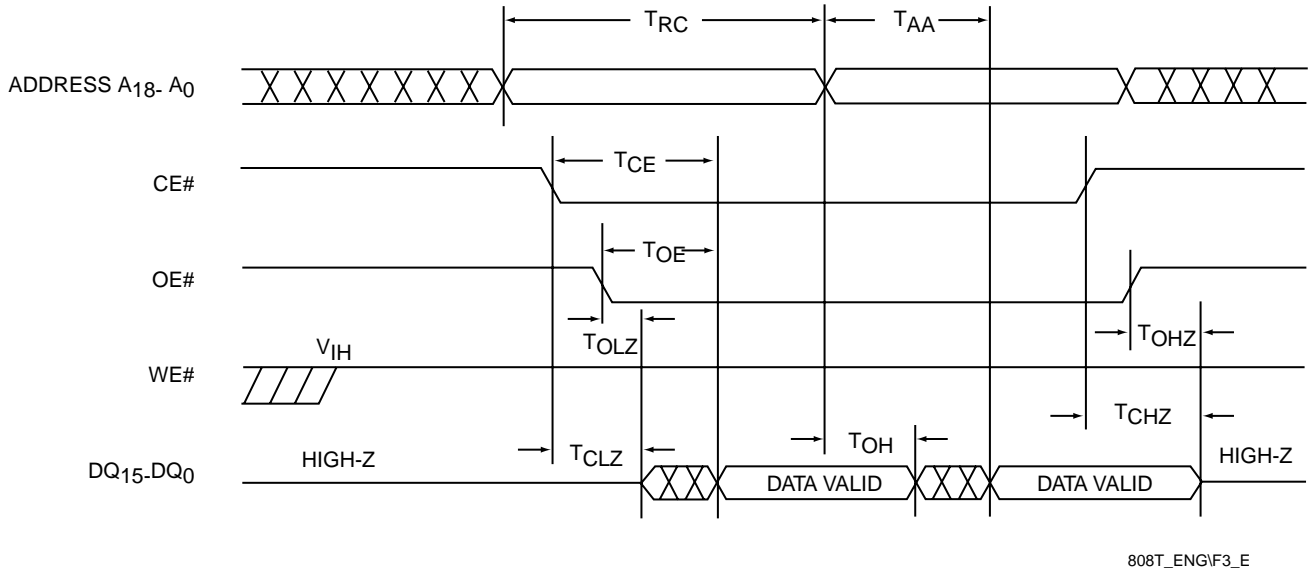 TRC TAA
ADDRESS A18- A0
TCE
CE#
TOE
OE#
TOLZ TOHZ
VIH
WE#
TCHZ
TCLZ TOH
DQ15-DQ0 HIGH-Z DATA VALID DATA VALID HIGH-Z
808T_ENG\F3_E